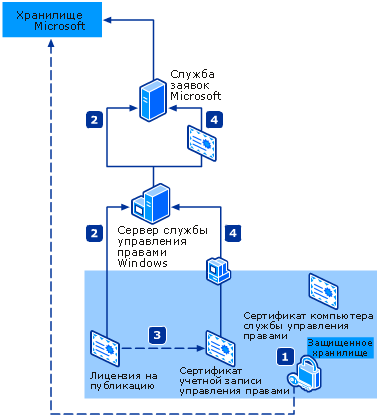 Хранилище
Microsoft
Служба
заявок
Microsoft
2
4
Сервер службы
управления
правами
Windows
2
4
Сертификат компьютера
службы управления
правами
3
1
Защищенное
хранилище
Лицензия на
публикацию
Сертификат
учетной записи
управления правами